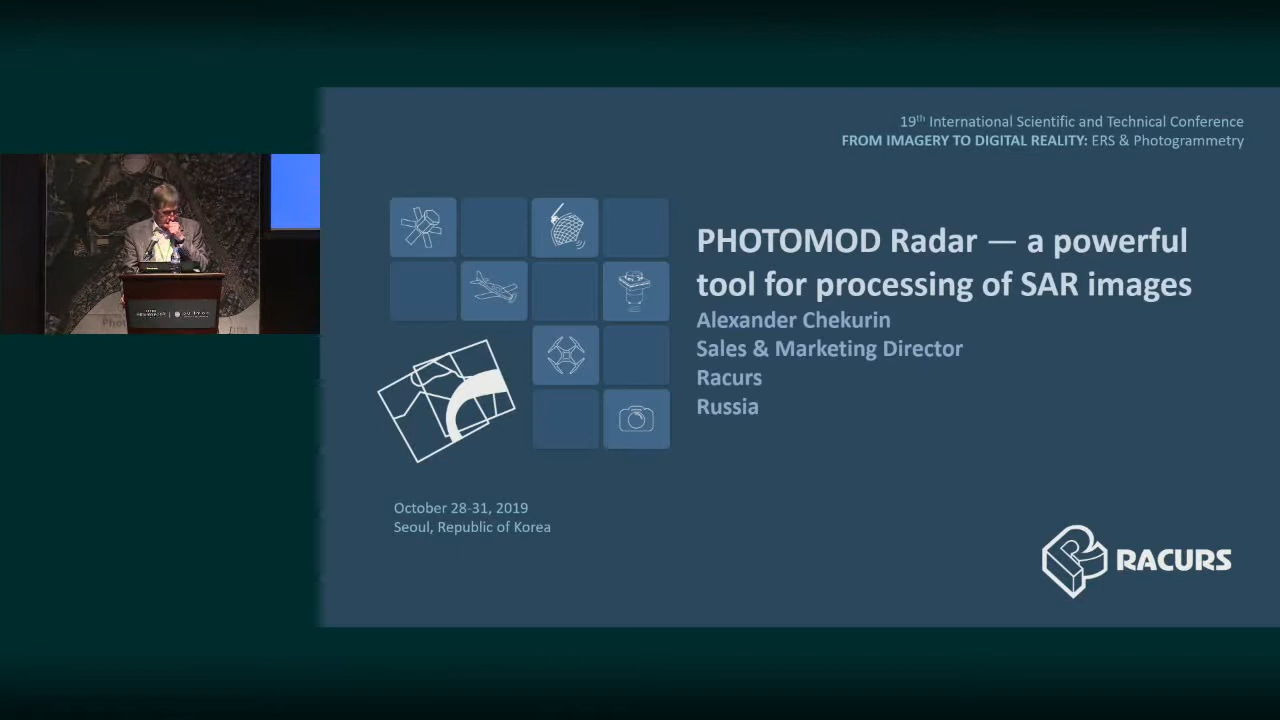 19th International Scientific and Technical Conference
FROM IMAGERY TO DIGITAL REALITY: ERS & Photogrammetry
PHOTOMOD Radar — a powerful
tool for processing of SAR images
Alexander Chekurin
Sales & Marketing Director
Racurs
Russia
October 28-31, 2019
Seoul, Republic of Korea
RACURS